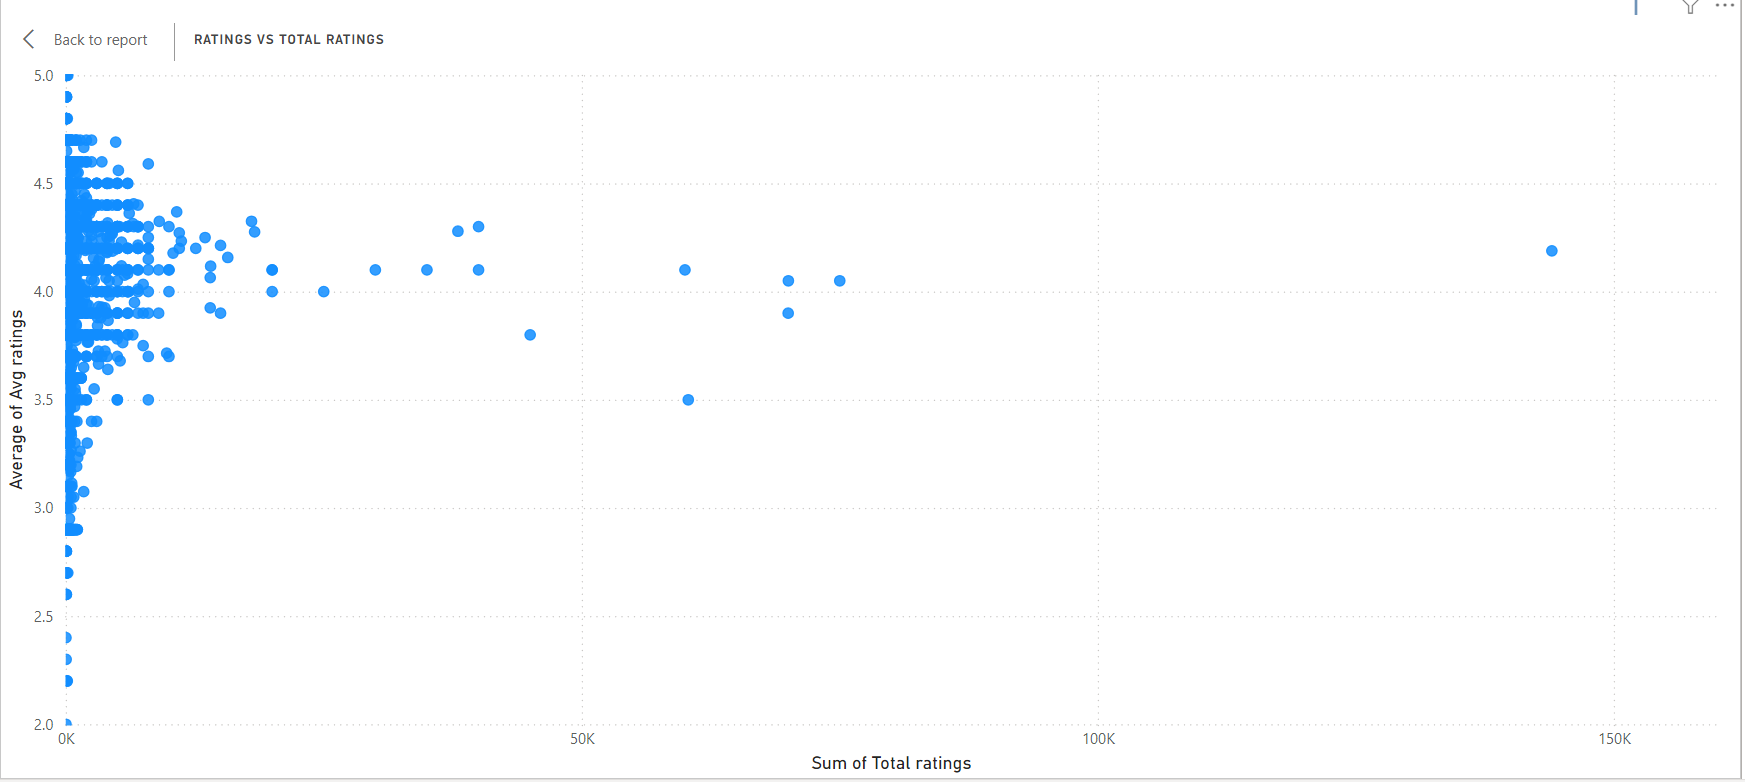 Back to report
RATINGS VS TOTAL RATINGS
5.0
4.5
4.0
3.5
3.0
2.5
2.0
Average of Avg ratings
0K 50K 100K 150K
Sum of Total ratings